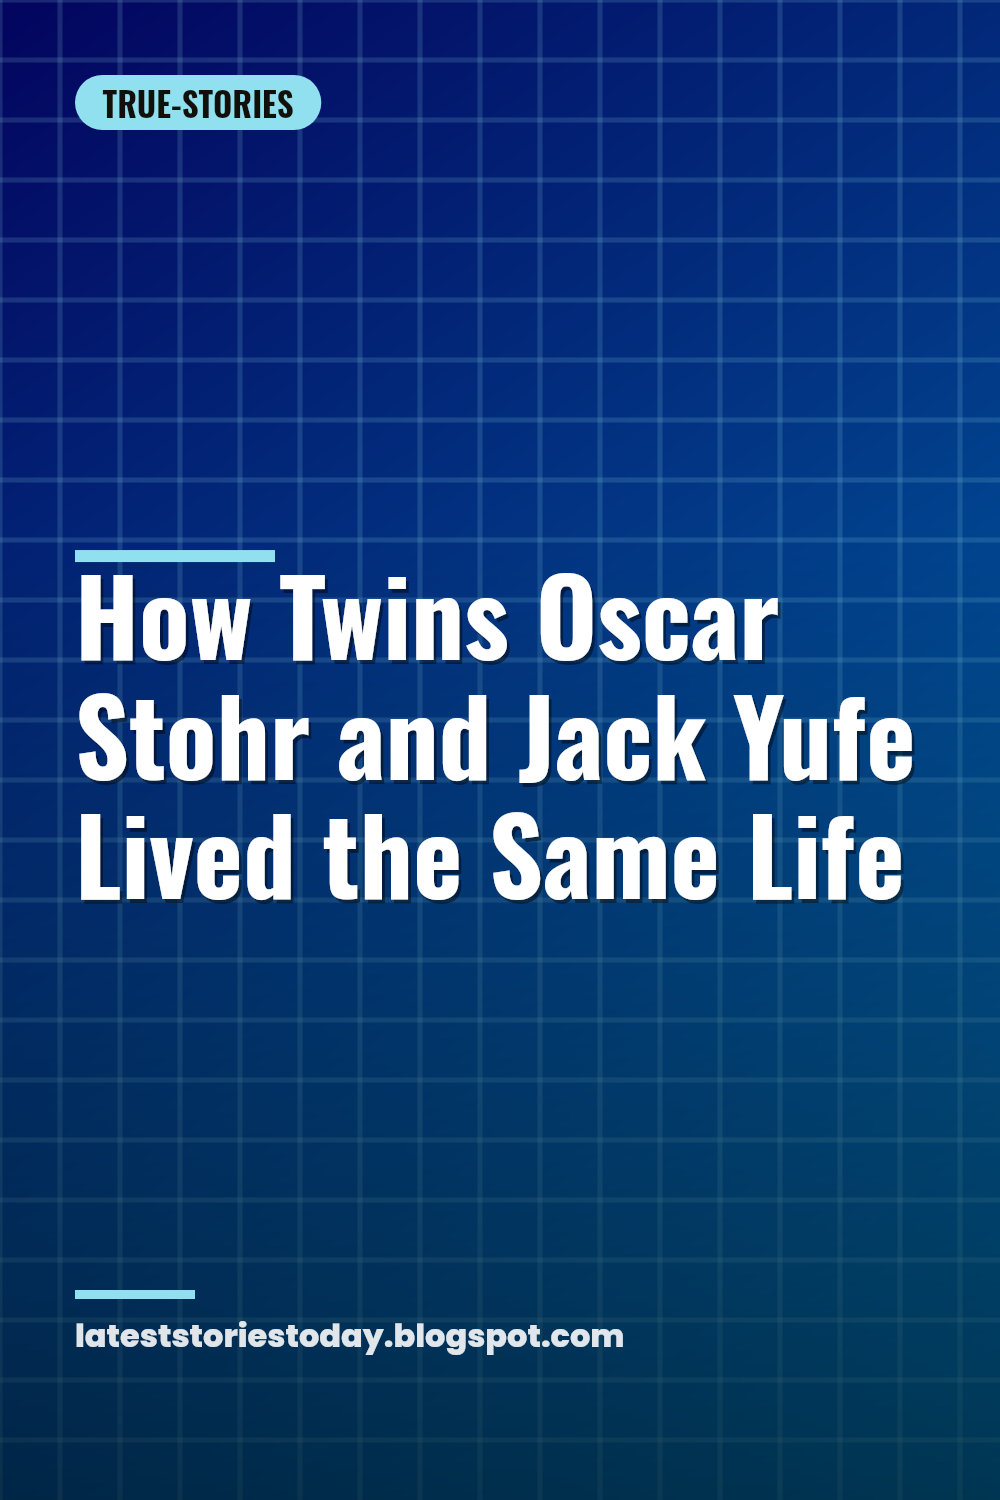 TRUE-STORIES
How Twins Oscar
Stohr and Jack Yufe
Lived the Same Life
lateststoriestoday.blogspot.com